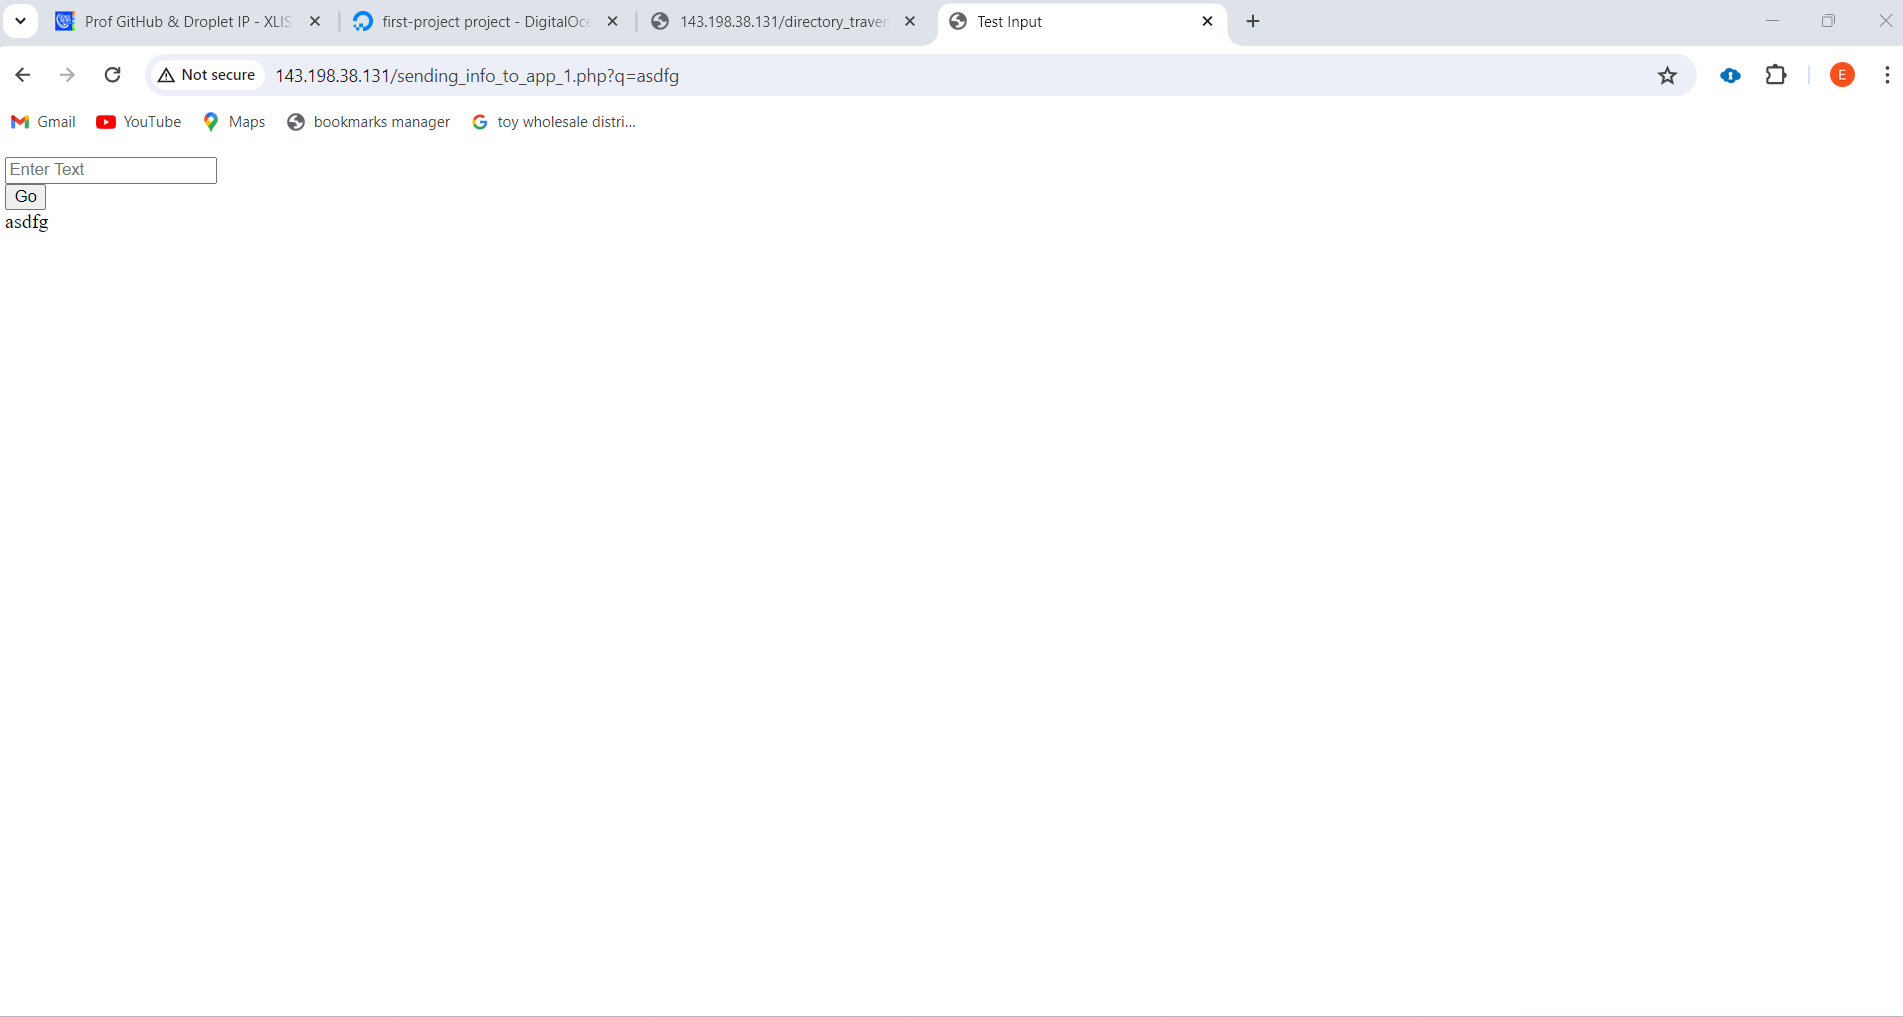 Prof GitHub & Droplet IP - XLIS
first-project project - DigitalOce
143.198.38.131/directory_traver
Test Input
Not secure
143.198.38.131/sending_info_to_app_1.php?q=asdfg
E
Gmail
YouTube
Maps
bookmarks manager
toy wholesale distri...
Enter Text
Go
asdfg